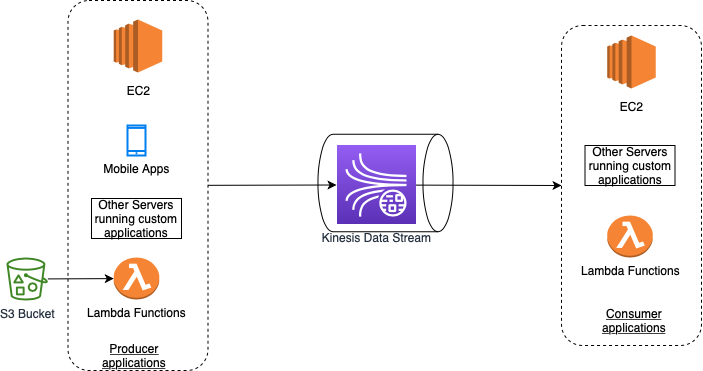 EC2
Mobile Apps
Other Servers
running custom
applications
S3 Bucket
Lambda Functions
Producer
applications
Kinesis Data Stream
EC2
Other Servers
running custom
applications
Lambda Functions
Consumer
applications